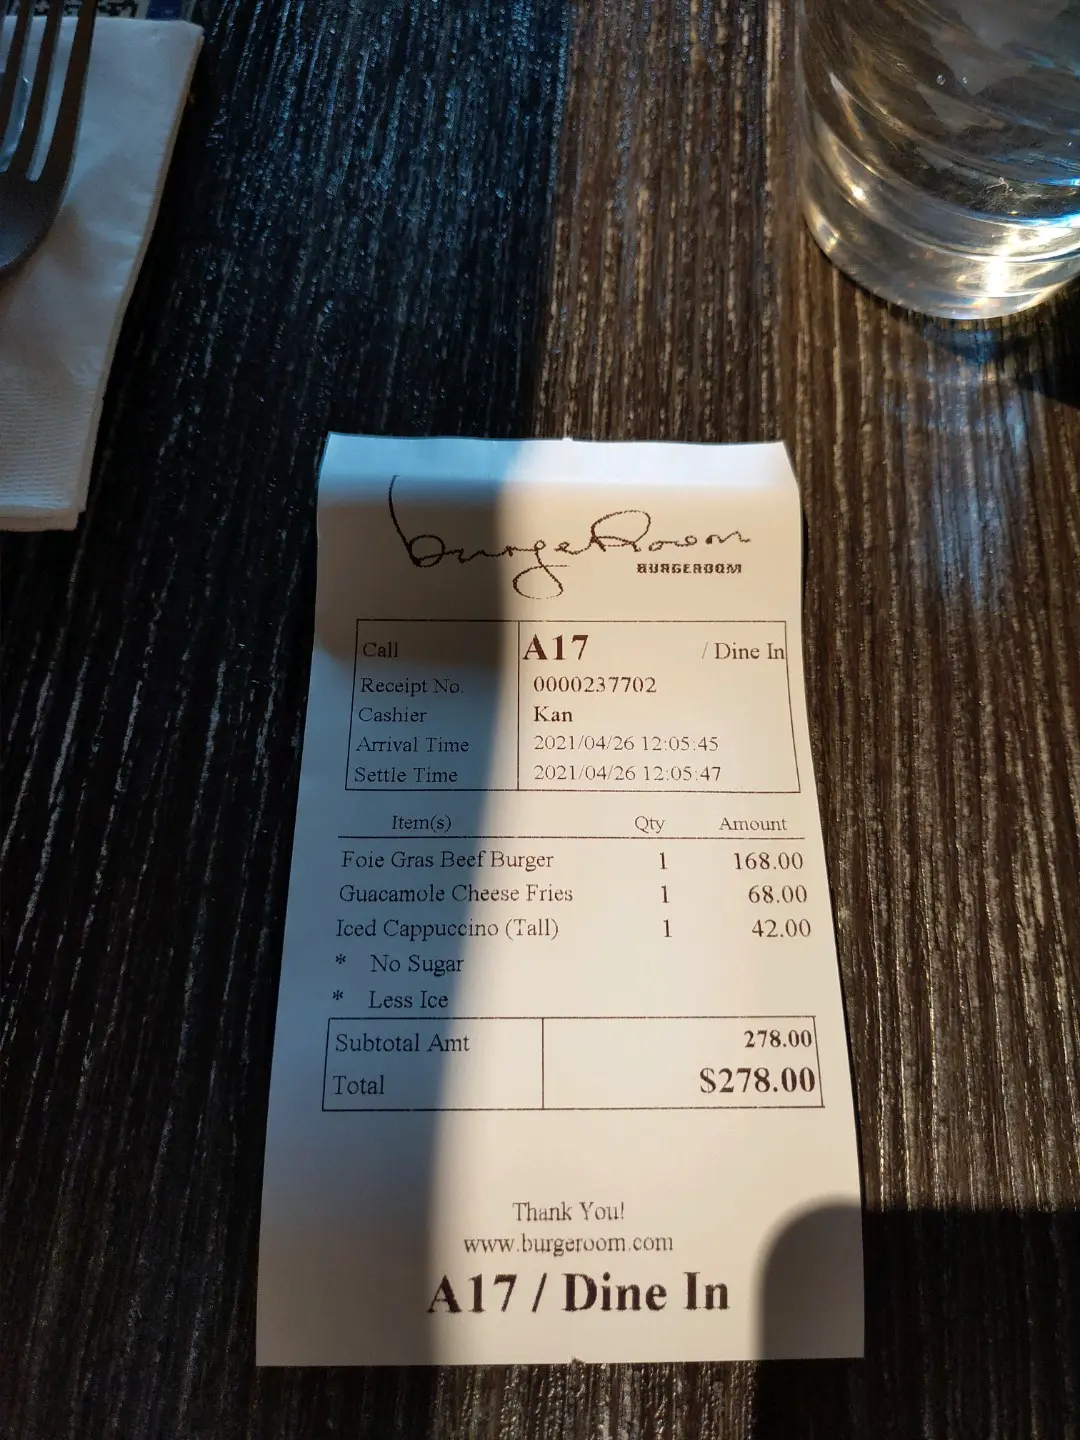 burgeRoom
BURGEROOM
Call A17 / Dine In
Receipt No. 0000237702
Cashier Kan
Arrival Time 2021/04/26 12:05:45
Settle Time 2021/04/26 12:05:47
Item(s) Qty Amount
Foie Gras Beef Burger 1 168.00
Guacamole Cheese Fries 1 68.00
Iced Cappuccino (Tall) 1 42.00
* No Sugar
* Less Ice
Subtotal Amt 278.00
Total $278.00
Thank You!
www.burgeroom.com
A17 / Dine In